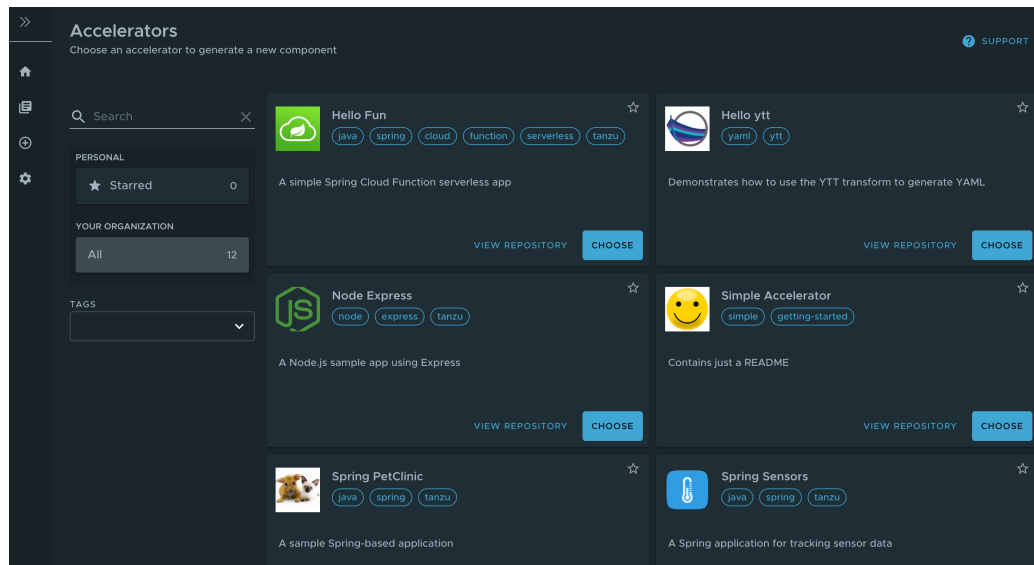 Accelerators
Choose an accelerator to generate a new component
SUPPORT
Search
PERSONAL
Starred 0
YOUR ORGANIZATION
All 12
TAGS
Hello Fun
java spring cloud function serverless tanzu
A simple Spring Cloud Function serverless app
VIEW REPOSITORY CHOOSE
Hello ytt
yaml ytt
Demonstrates how to use the YTT transform to generate YAML
VIEW REPOSITORY CHOOSE
JS
Node Express
node express tanzu
A Node.js sample app using Express
VIEW REPOSITORY CHOOSE
Simple Accelerator
simple getting-started
Contains just a README
VIEW REPOSITORY CHOOSE
Spring PetClinic
java spring tanzu
A sample Spring-based application
Spring Sensors
java spring tanzu
A Spring application for tracking sensor data